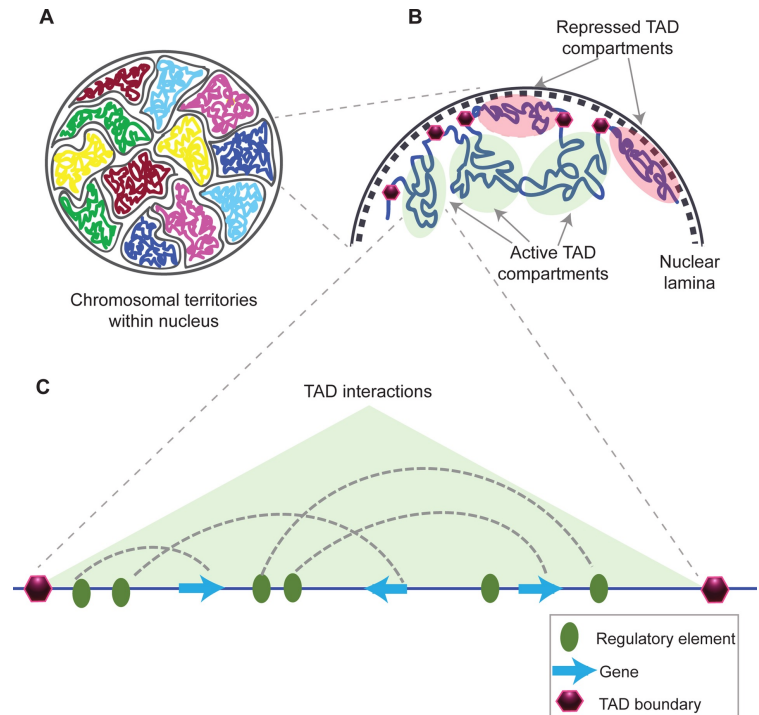 A
B
Repressed TAD
compartments
Active TAD
compartments
Nuclear
lamina
Chromosomal territories
within nucleus
C
TAD interactions
Regulatory element
Gene
TAD boundary